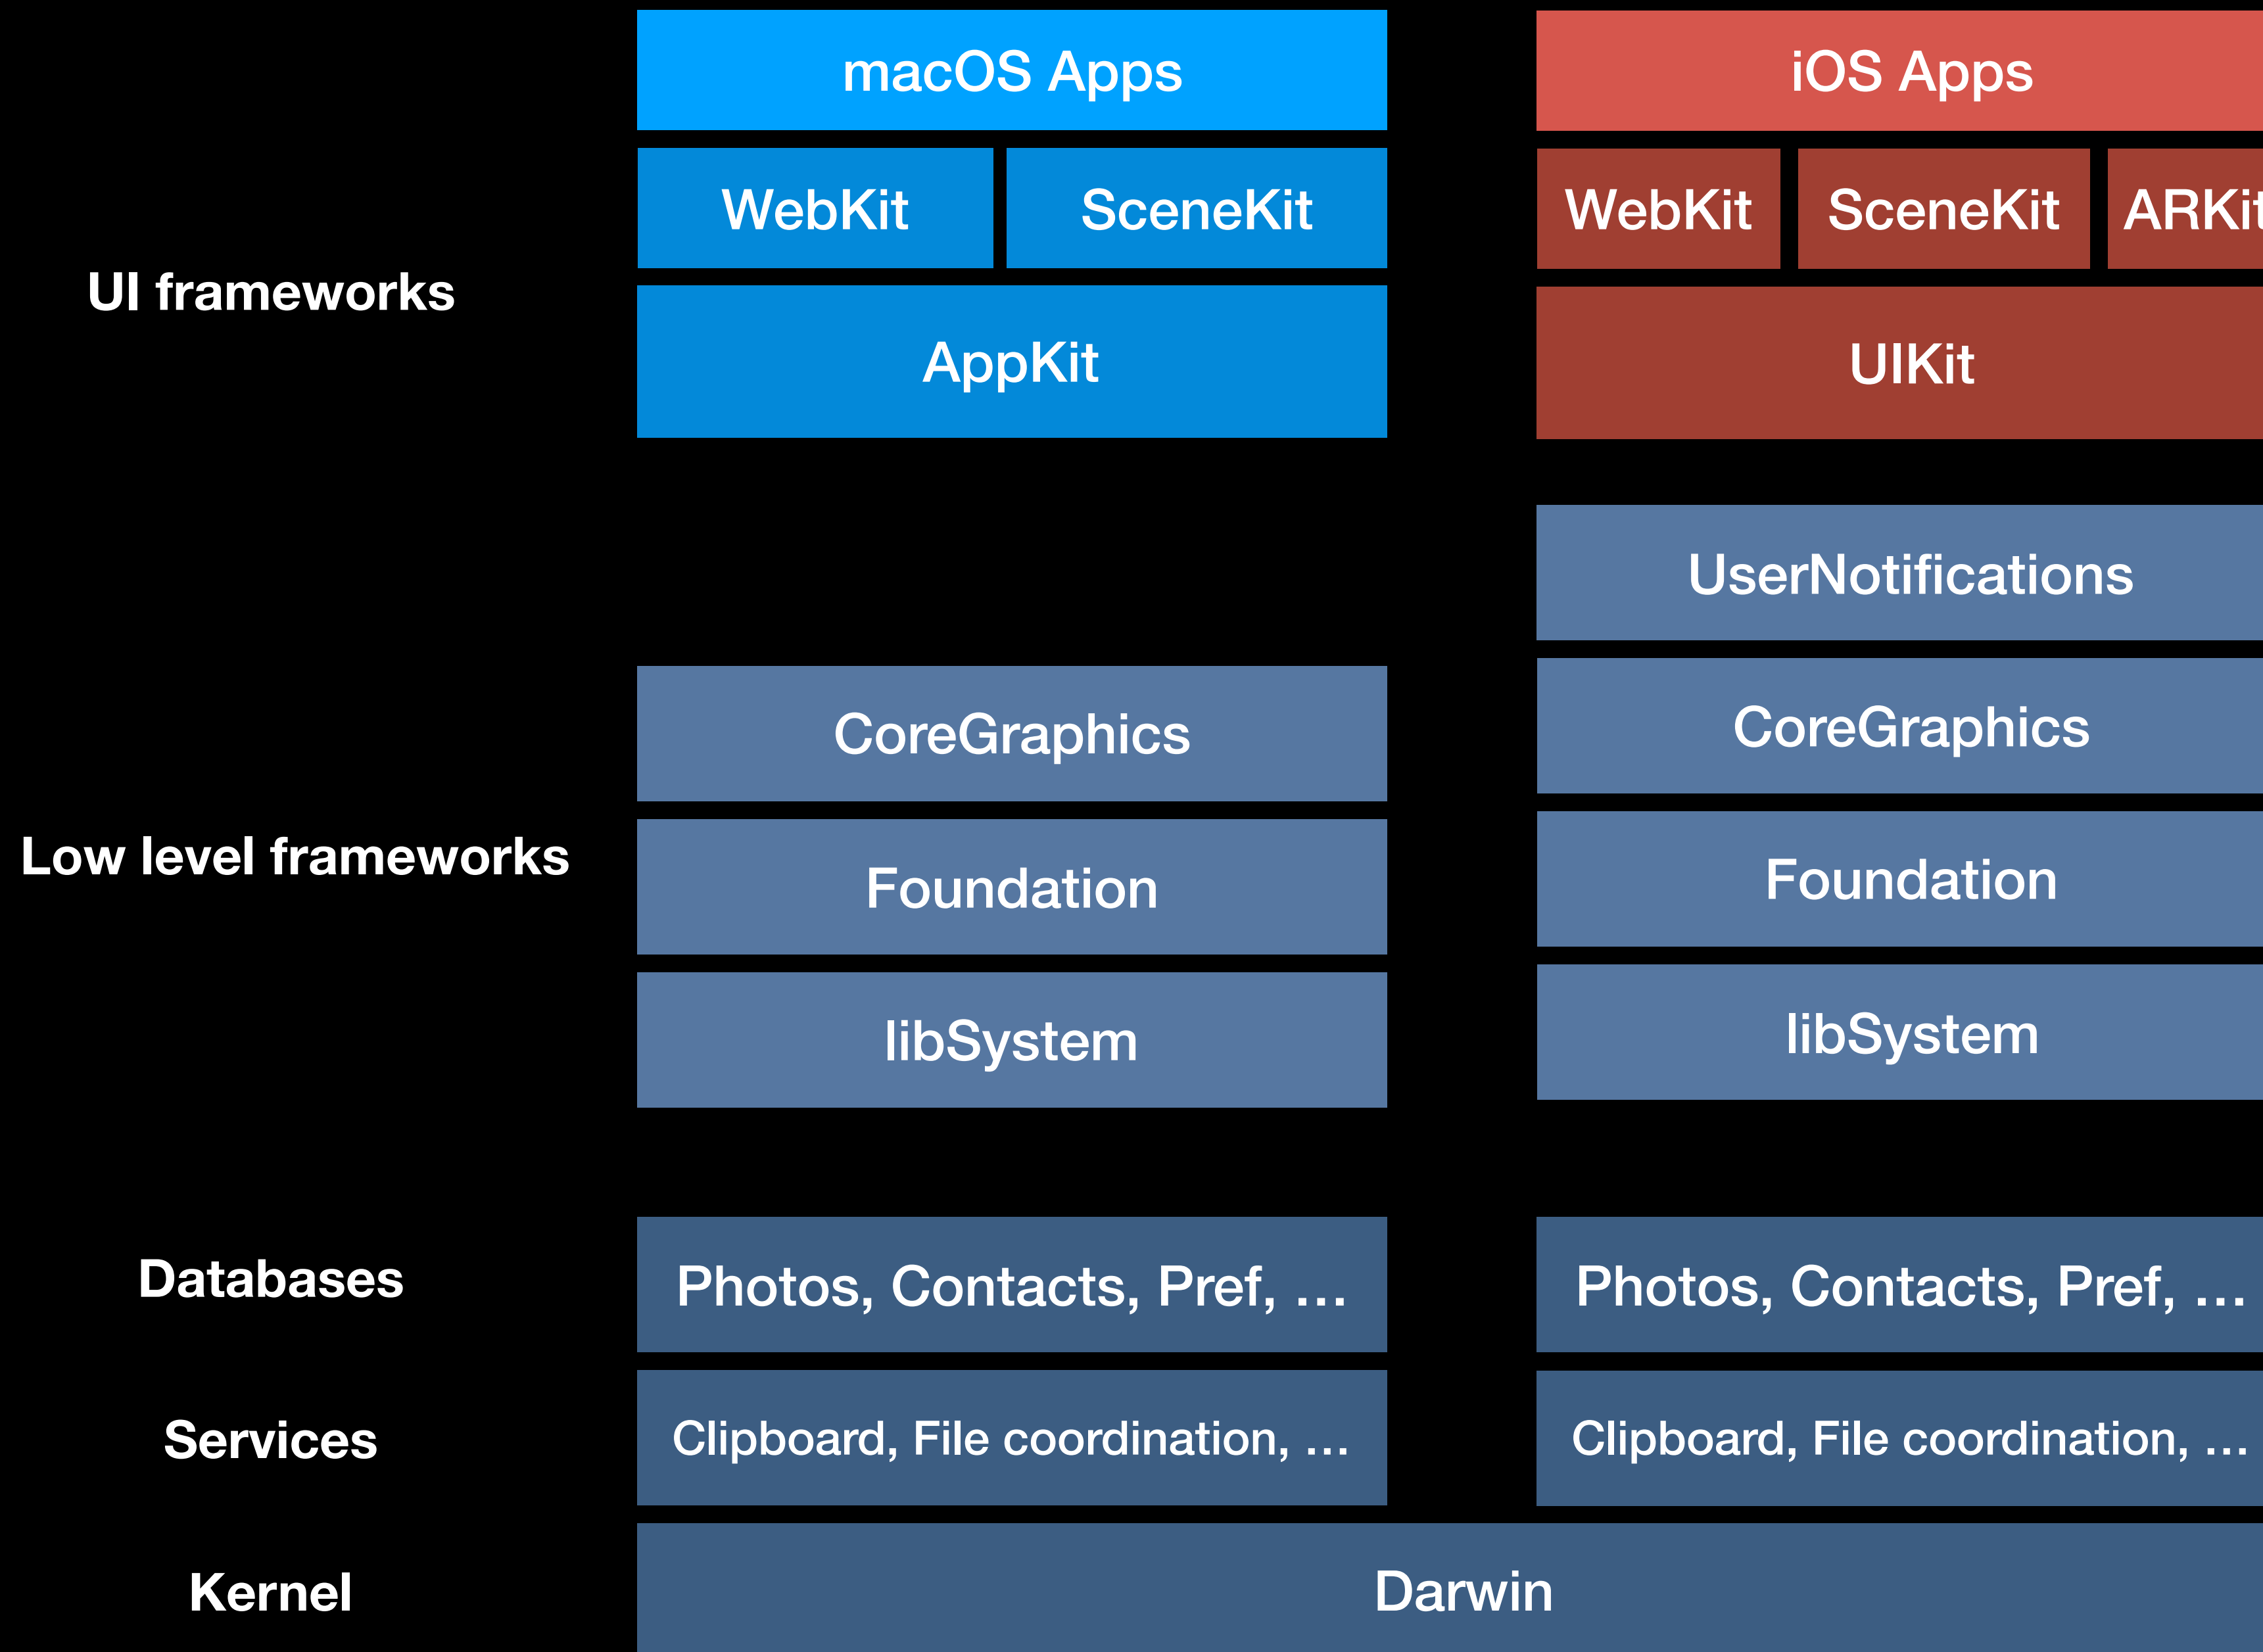 macOS Apps
iOS Apps
WebKit
SceneKit
WebKit
SceneKit
ARKit
UI frameworks
AppKit
UIKit
UserNotifications
CoreGraphics
CoreGraphics
Low level frameworks
Foundation
Foundation
libSystem
libSystem
Databases
Photos, Contacts, Pref, ...
Photos, Contacts, Pref, ...
Services
Clipboard, File coordination, ...
Clipboard, File coordination, ...
Kernel
Darwin